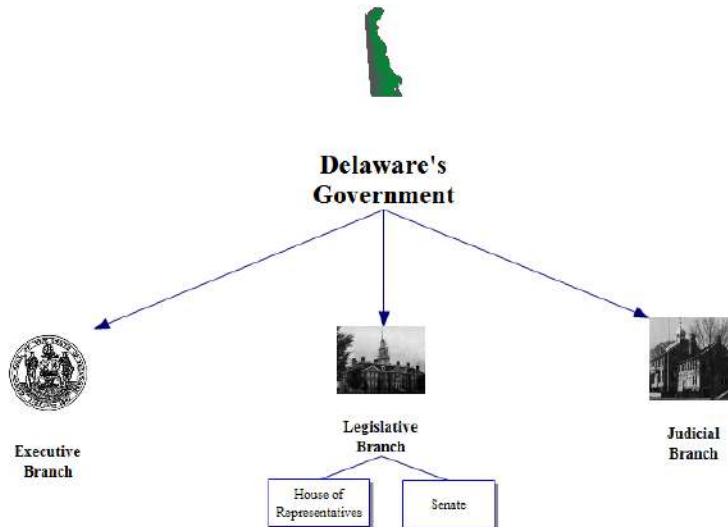 Delaware's
Government
Executive
Branch
Legislative
Branch
Judicial
Branch
House of
Representatives
Senate